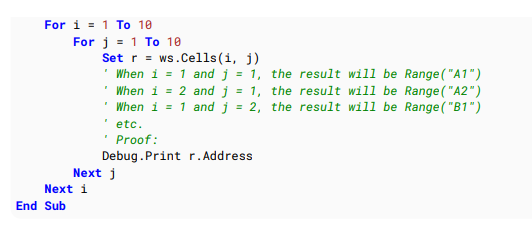 For i = 1 To 10
For j = 1 To 10
Set r = ws.Cells(i, j)
' When i = 1 and j = 1, the result will be Range("A1")
' When i = 2 and j = 1, the result will be Range("A2")
' When i = 1 and j = 2, the result will be Range("B1")
' etc.
' Proof:
Debug.Print r.Address
Next j
Next i
End Sub